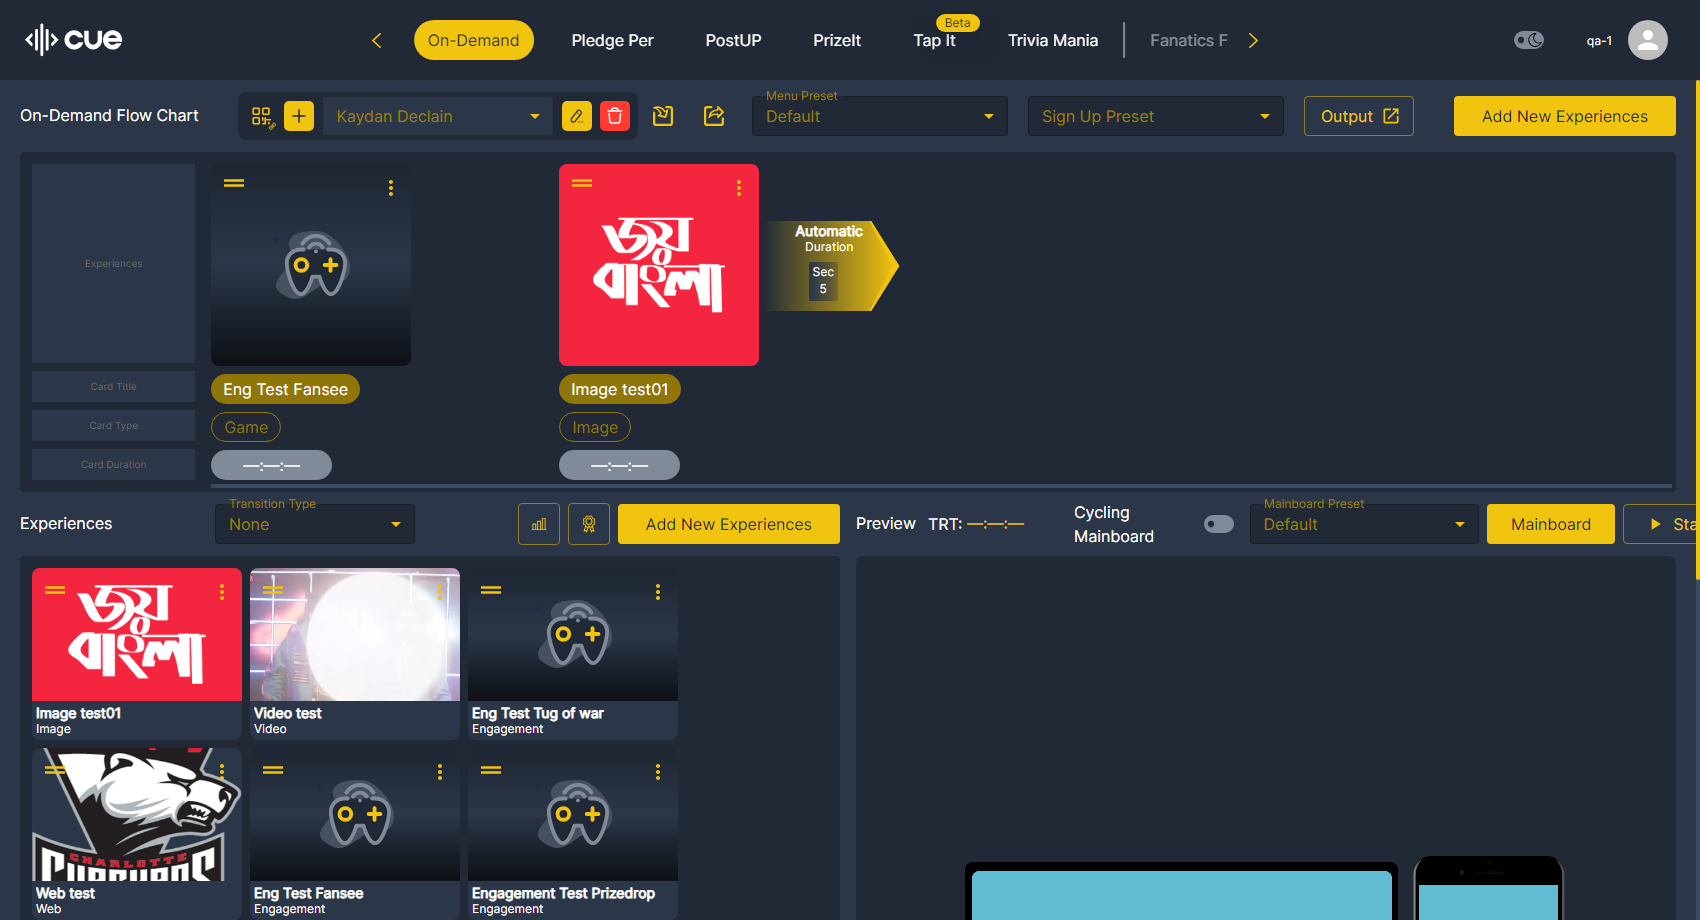 cue
On-Demand
Pledge Per
PostUP
PrizeIt
Tap It
Beta
Trivia Mania
Fanatics F
qa-1
On-Demand Flow Chart
Kaydan Declain
Menu Preset
Default
Sign Up Preset
Output
Add New Experiences
Experiences
জয়
বাংলা
Automatic
Duration
Sec
5
Card Title
Eng Test Fansee
Image test01
Card Type
Game
Image
Card Duration
—:—:—
—:—:—
Experiences
Transition Type
None
Add New Experiences
Preview
TRT: —:—:—
Cycling
Mainboard
Mainboard Preset
Default
Mainboard
Sta
জয়
বাংলা
Image test01
Image
Video test
Video
Eng Test Tug of war
Engagement
CHARLOTTE
Web test
Web
Eng Test Fansee
Engagement
Engagement Test Prizedrop
Engagement